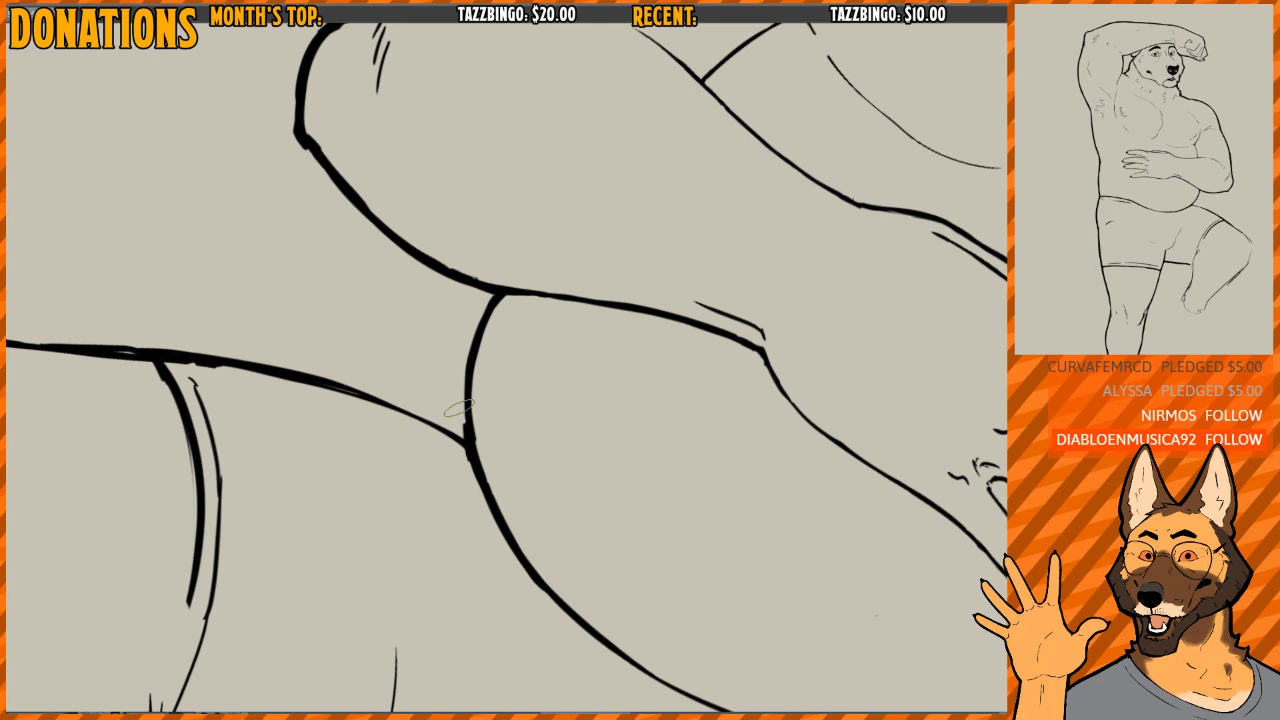 DONATIONS
MONTH'S TOP:
TAZZBINGO: $20.00
RECENT:
TAZZBINGO: $10.00
CURVAFEMRCD PLEDGED $5.00
ALYSSA PLEDGED $5.00
NIRMOS FOLLOW
DIABLOENMUSICA92 FOLLOW